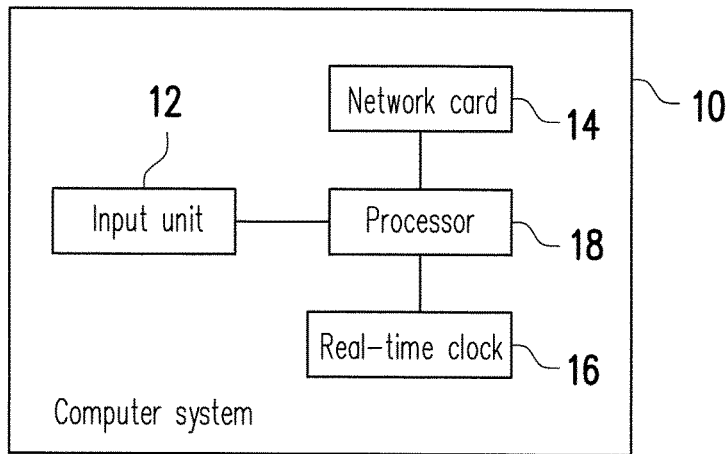 12
Network card
14
10
Input unit
Processor
18
Real-time clock
16
Computer system